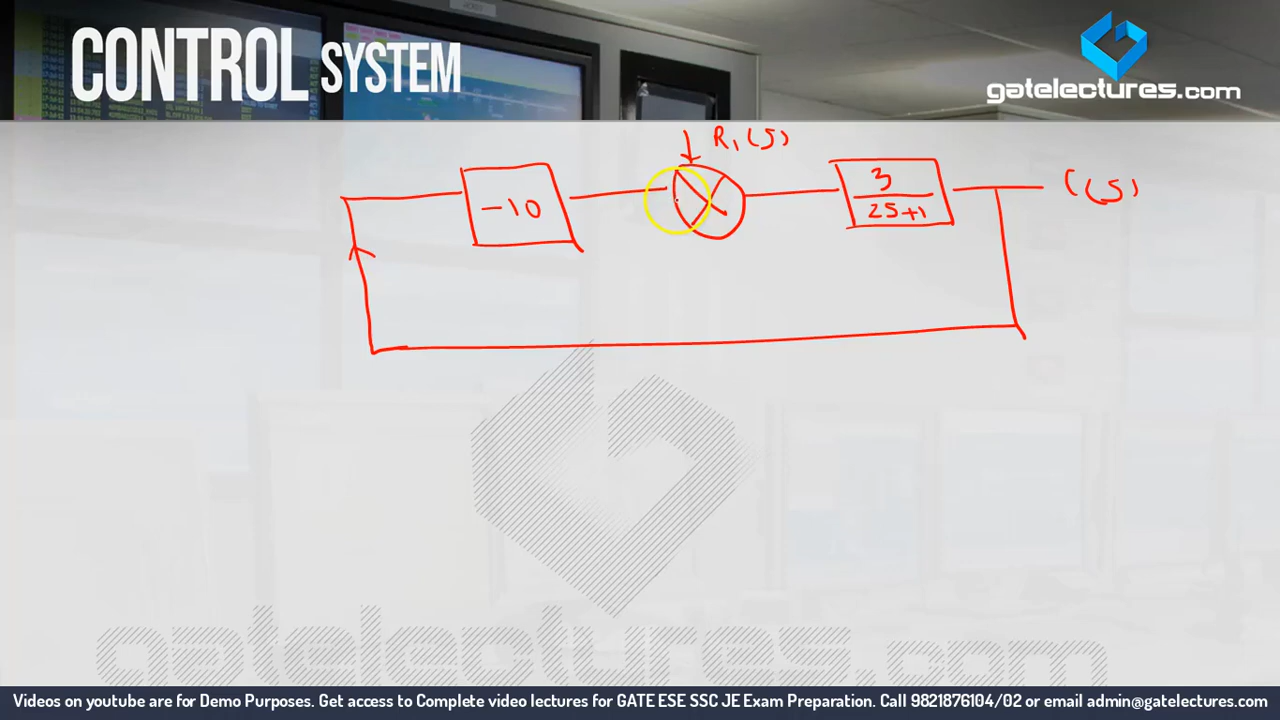 CONTROL SYSTEM
gatelectures.com
R1(S)
-10
3
2S+1
C(S)
gatelectures.com
Videos on youtube are for Demo Purposes. Get access to Complete video lectures for GATE ESE SSC JE Exam Preparation. Call 9821876104/02 or email admin@gatelectures.com